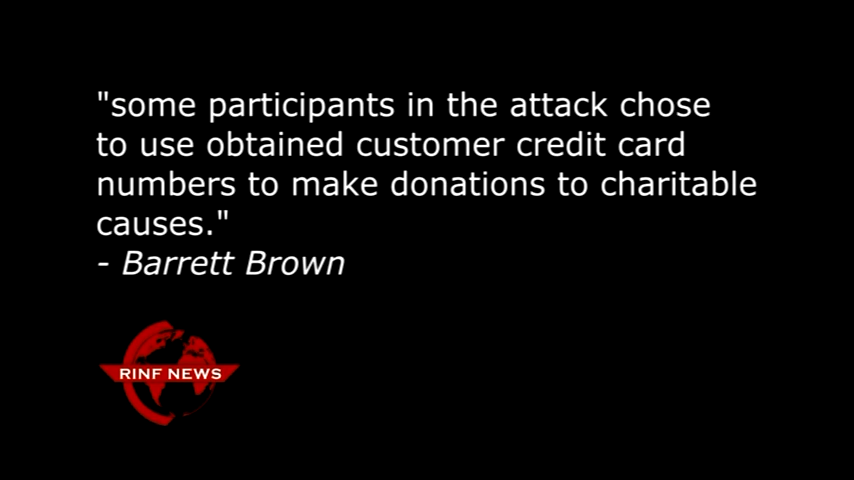 "some participants in the attack chose
to use obtained customer credit card
numbers to make donations to charitable
causes."
- Barrett Brown
RINF NEWS